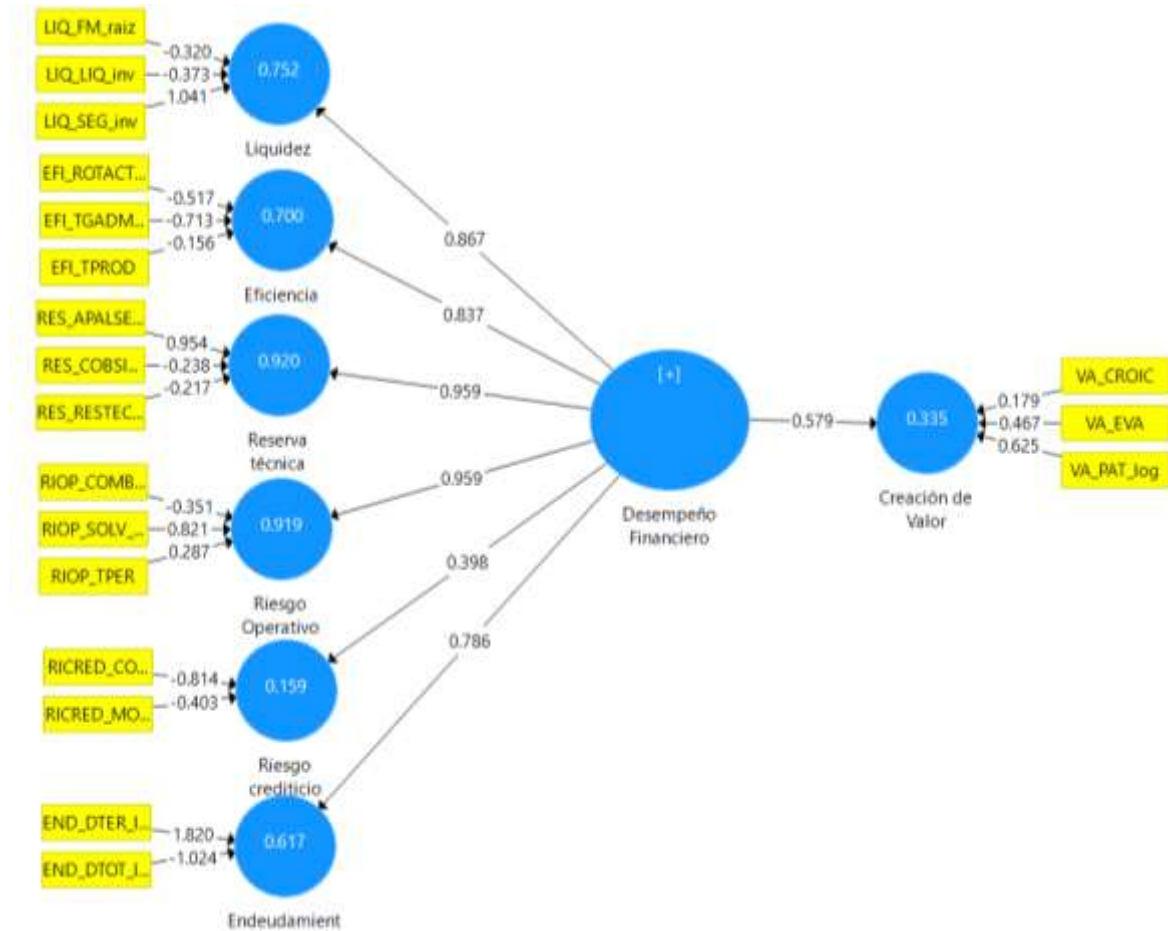 LIQ_FM_raiz
-0.320
LIQ_LIQ_inv
-0.373
1.041
LIQ_SEG_inv
0.752
Liquidez
EFI_ROTACT...
-0.517
EFI_TGADM...
-0.713
-0.156
EFI_TPROD
0.700
Eficiencia
RES_APALSE...
0.954
RES_COBSI...
-0.238
-0.217
RES_RESTEC...
0.920
Reserva
técnica
RIOP_COMB...
-0.351
RIOP_SOLV_...
0.821
0.287
RIOP_TPER
0.919
Riesgo
Operativo
RICRED_CO...
-0.814
-0.403
RICRED_MO...
0.159
Riesgo
crediticio
END_DTER_I...
1.820
-1.024
END_DTOT_I...
0.617
Endeudamient
0.867
0.837
0.959
0.959
0.398
0.786
[+]
Desempeño
Financiero
0.579
0.335
Creación de
Valor
VA_CROIC
0.179
VA_EVA
0.467
0.625
VA_PAT_log